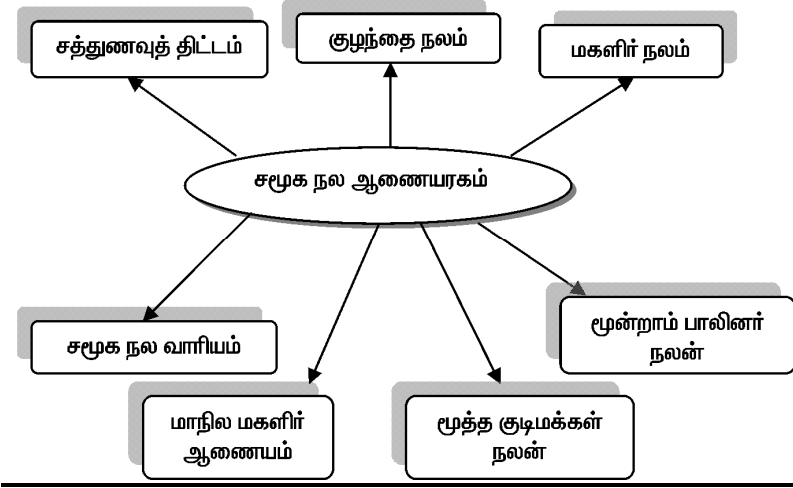 சத்துணவுத் திட்டம்
குழந்தை நலம்
மகளிர் நலம்
சமூக நல ஆணையரகம்
மூன்றாம் பாலினர்
நலன்
சமூக நல வாரியம்
மாநில மகளிர்
ஆணையம்
மூத்த குடிமக்கள்
நலன்